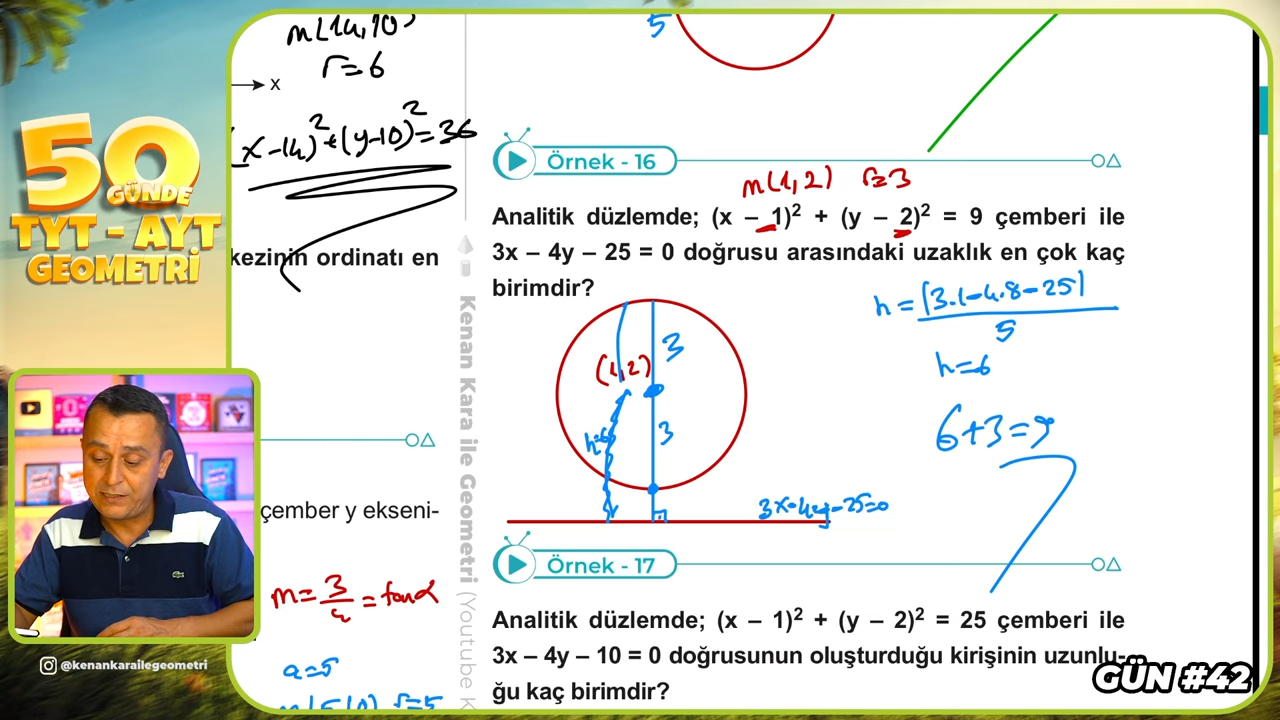 50
GÜNDE
TYT - AYT
GEOMETRİ
@kenankarailegeometri
M(14,10)
r=6
x
(x-14)²+(y-10)²=36
kezinin ordinatı en
çember y ekseni-
m=3/4=tanα
a=5
Kenan Kara ile Geometri (Youtube K
5
Örnek - 16
M(1,2) r=3
Analitik düzlemde; (x – 1)² + (y – 2)² = 9 çemberi ile
3x – 4y – 25 = 0 doğrusu arasındaki uzaklık en çok kaç
birimdir?
(1,2)
3
3
h=6
3x-4y-25=0
h=|3.1-4.8-25|/5
h=6
6+3=9
Örnek - 17
Analitik düzlemde; (x – 1)² + (y – 2)² = 25 çemberi ile
3x – 4y – 10 = 0 doğrusunun oluşturduğu kirişinin uzunlu-
ğu kaç birimdir?
GÜN #42